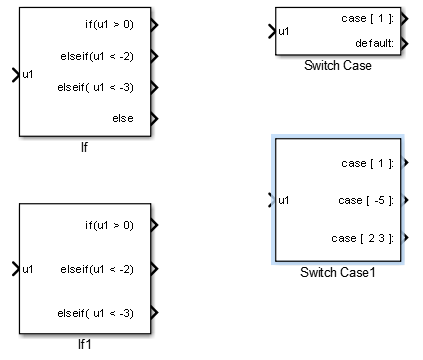 if(u1 > 0)
elseif(u1 < -2)
u1
elseif( u1 < -3)
else
If
case [ 1 ]:
u1
default:
Switch Case
case [ 1 ]:
u1
case [ -5 ]:
case [ 2 3 ]:
Switch Case1
if(u1 > 0)
u1
elseif(u1 < -2)
elseif( u1 < -3)
If1